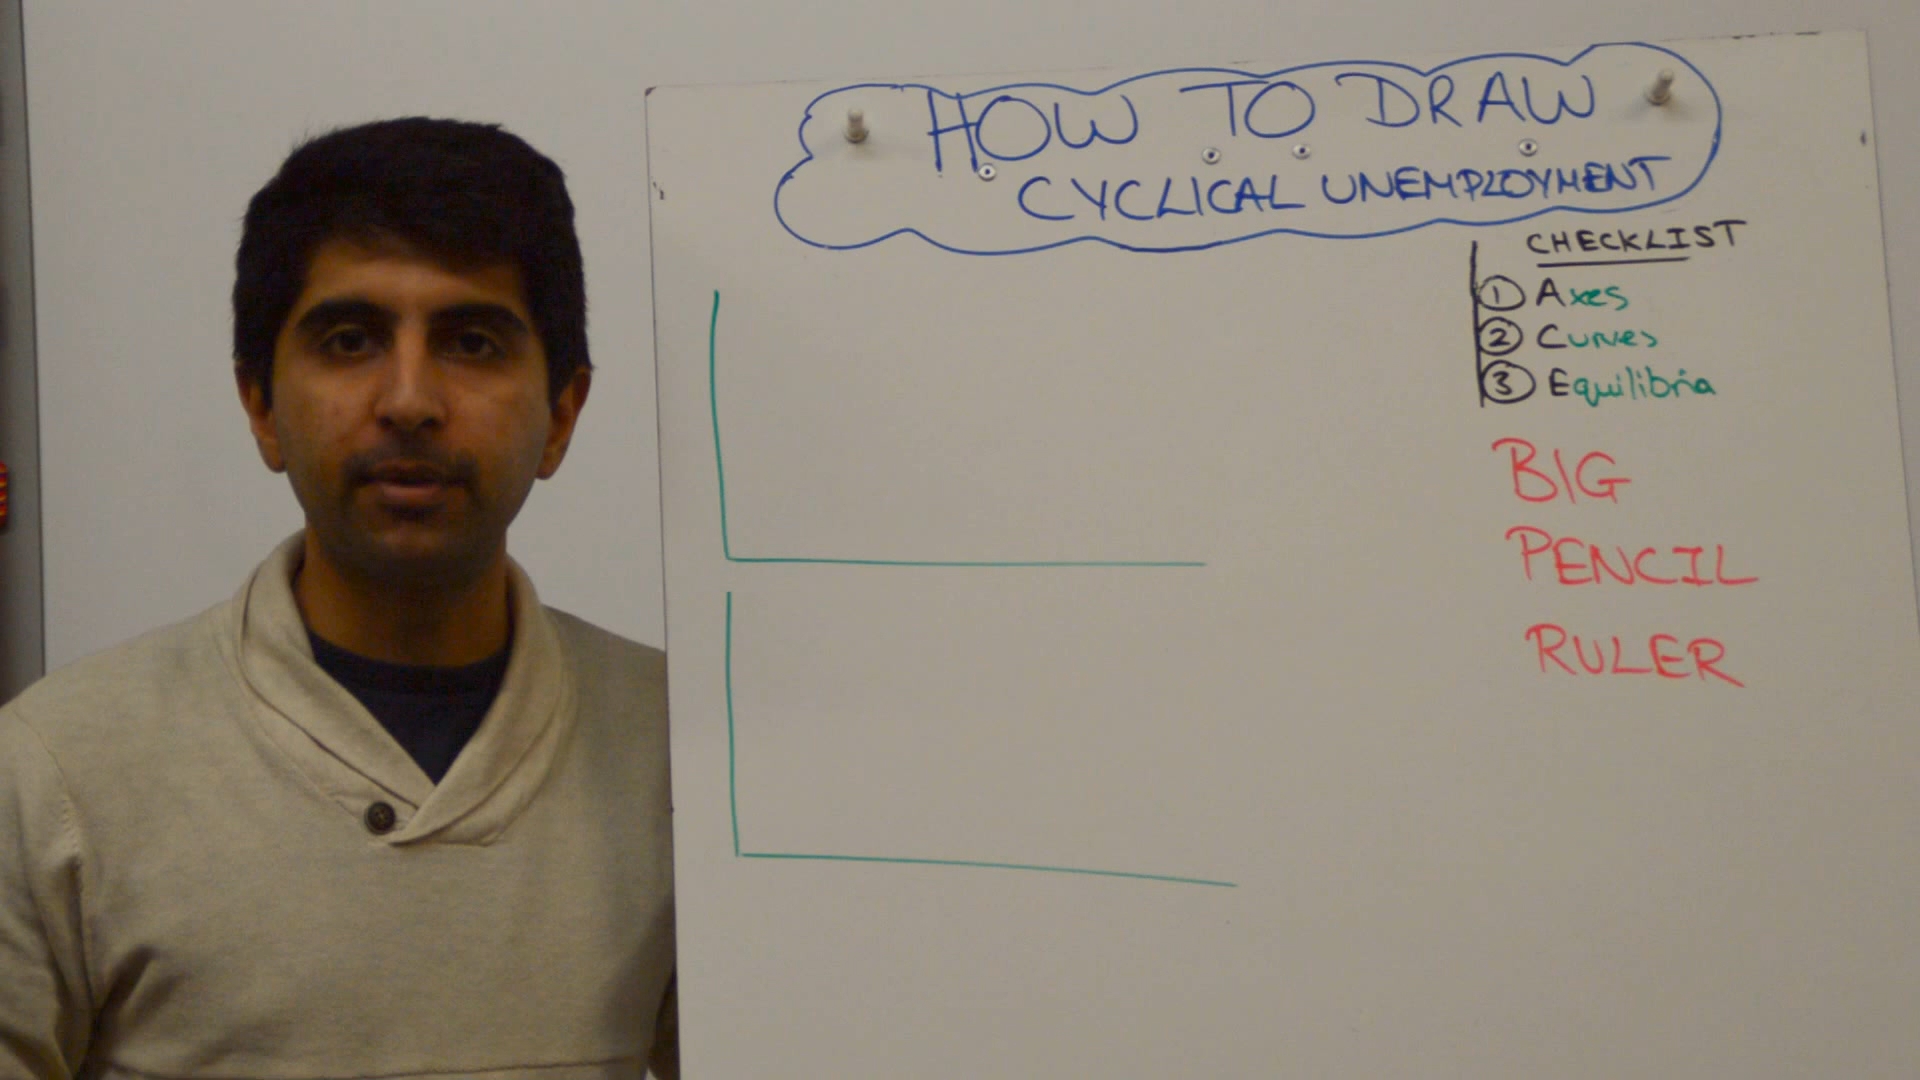 HOW TO DRAW
CYCLICAL UNEMPLOYMENT
CHECKLIST
1 Axes
2 Curves
3 Equilibria
BIG
PENCIL
RULER